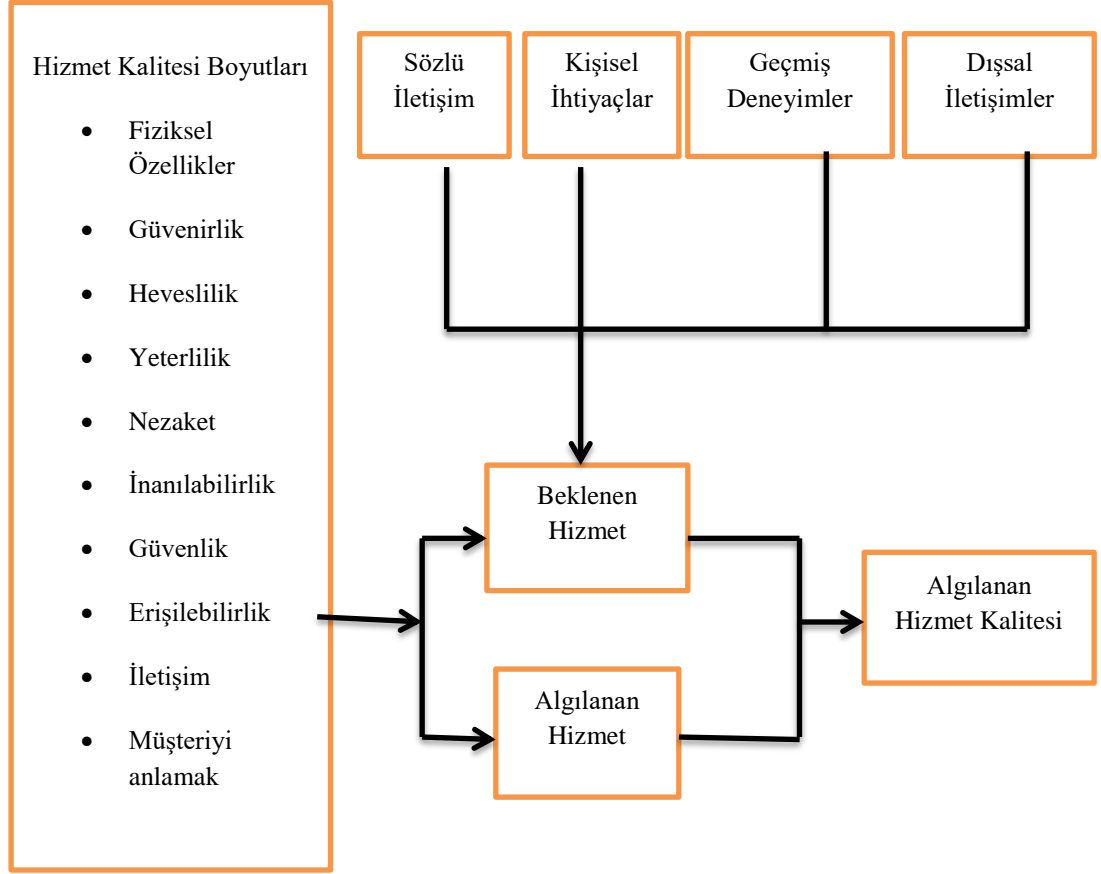 Hizmet Kalitesi Boyutları
• Fiziksel
Özellikler
• Güvenirlik
• Heveslilik
• Yeterlilik
• Nezaket
• İnanılabilirlik
• Güvenlik
• Erişilebilirlik
• İletişim
• Müşteriyi
anlamak
Sözlü
İletişim
Kişisel
İhtiyaçlar
Geçmiş
Deneyimler
Dışsal
İletişimler
Beklenen
Hizmet
Algılanan
Hizmet
Algılanan
Hizmet Kalitesi